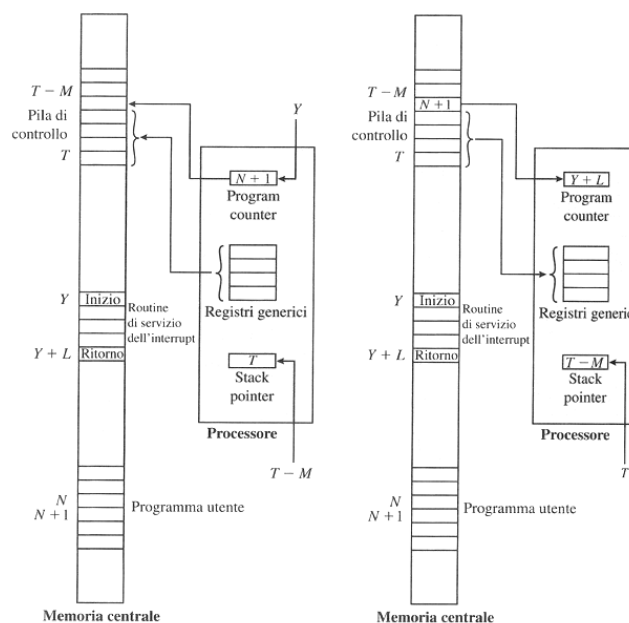 T − M
Pila di
controllo
T
Y
N + 1
Program
counter
Y
Inizio
Routine
di servizio
dell'interrupt
Registri generici
Y + L
Ritorno
T
Stack
pointer
Processore
T − M
N
N + 1
Programma utente
Memoria centrale
T − M
N + 1
Pila di
controllo
T
Y + L
Program
counter
Y
Inizio
Routine
di servizio
dell'interrupt
Registri generici
Y + L
Ritorno
T − M
Stack
pointer
Processore
T
N
N + 1
Programma utente
Memoria centrale